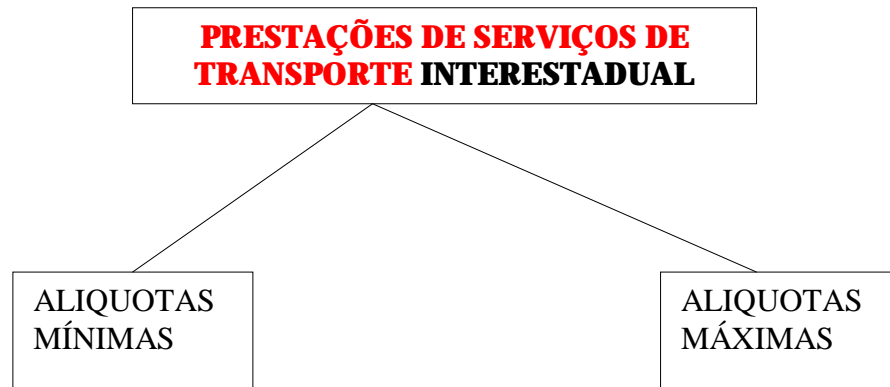 PRESTAÇÕES DE SERVIÇOS DE
TRANSPORTE INTERESTADUAL
ALIQUOTAS
MÍNIMAS
ALIQUOTAS
MÁXIMAS